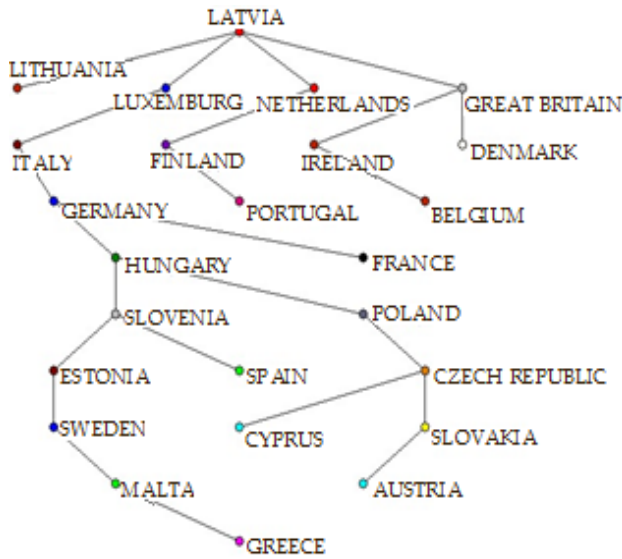 LATVIA
LITHUANIA
LUXEMBURG
NETHERLANDS
GREAT BRITAIN
ITALY
FINLAND
IRELAND
DENMARK
GERMANY
PORTUGAL
BELGIUM
HUNGARY
FRANCE
SLOVENIA
POLAND
ESTONIA
SPAIN
CZECH REPUBLIC
SWEDEN
CYPRUS
SLOVAKIA
MALTA
AUSTRIA
GREECE